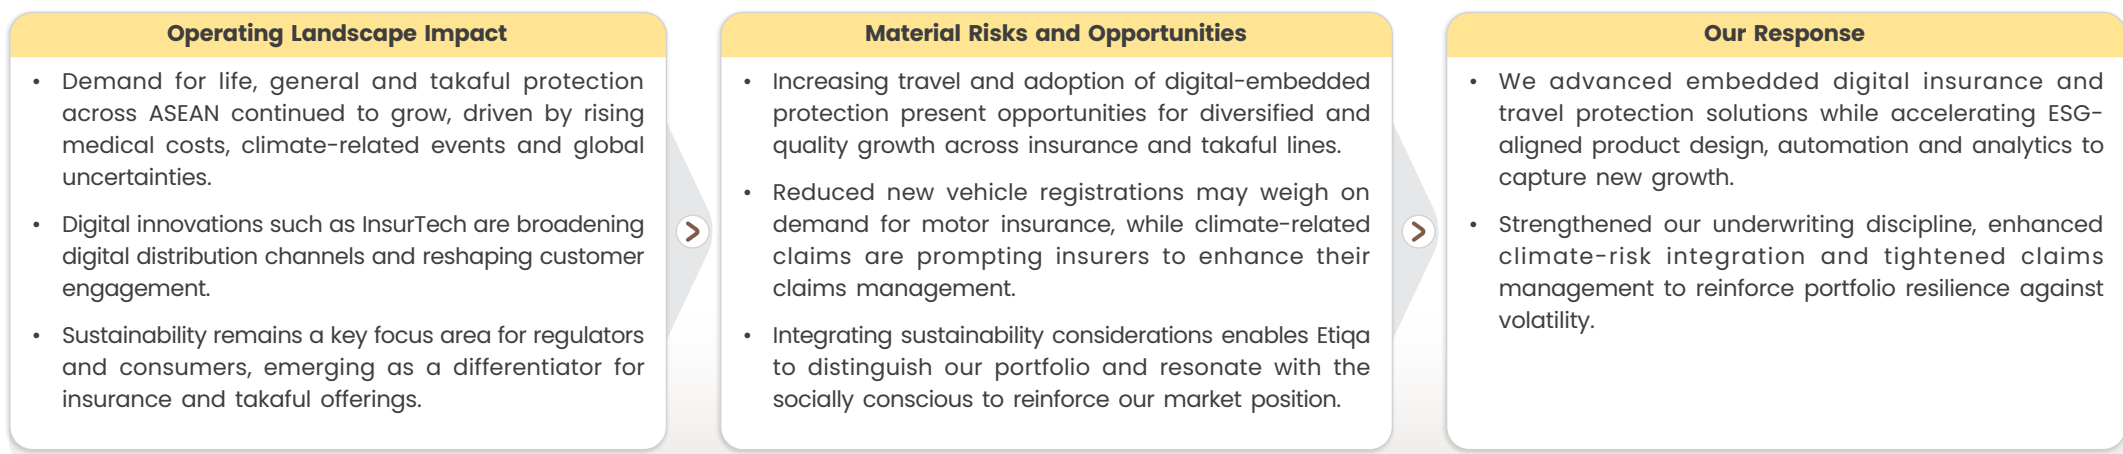 Operating Landscape Impact
• Demand for life, general and takaful protection
across ASEAN continued to grow, driven by rising
medical costs, climate-related events and global
uncertainties.
• Digital innovations such as InsurTech are broadening
digital distribution channels and reshaping customer
engagement.
• Sustainability remains a key focus area for regulators
and consumers, emerging as a differentiator for
insurance and takaful offerings.
Material Risks and Opportunities
• Increasing travel and adoption of digital-embedded
protection present opportunities for diversified and
quality growth across insurance and takaful lines.
• Reduced new vehicle registrations may weigh on
demand for motor insurance, while climate-related
claims are prompting insurers to enhance their
claims management.
• Integrating sustainability considerations enables Etiqa
to distinguish our portfolio and resonate with the
socially conscious to reinforce our market position.
Our Response
• We advanced embedded digital insurance and
travel protection solutions while accelerating ESG-
aligned product design, automation and analytics to
capture new growth.
• Strengthened our underwriting discipline, enhanced
climate-risk integration and tightened claims
management to reinforce portfolio resilience against
volatility.